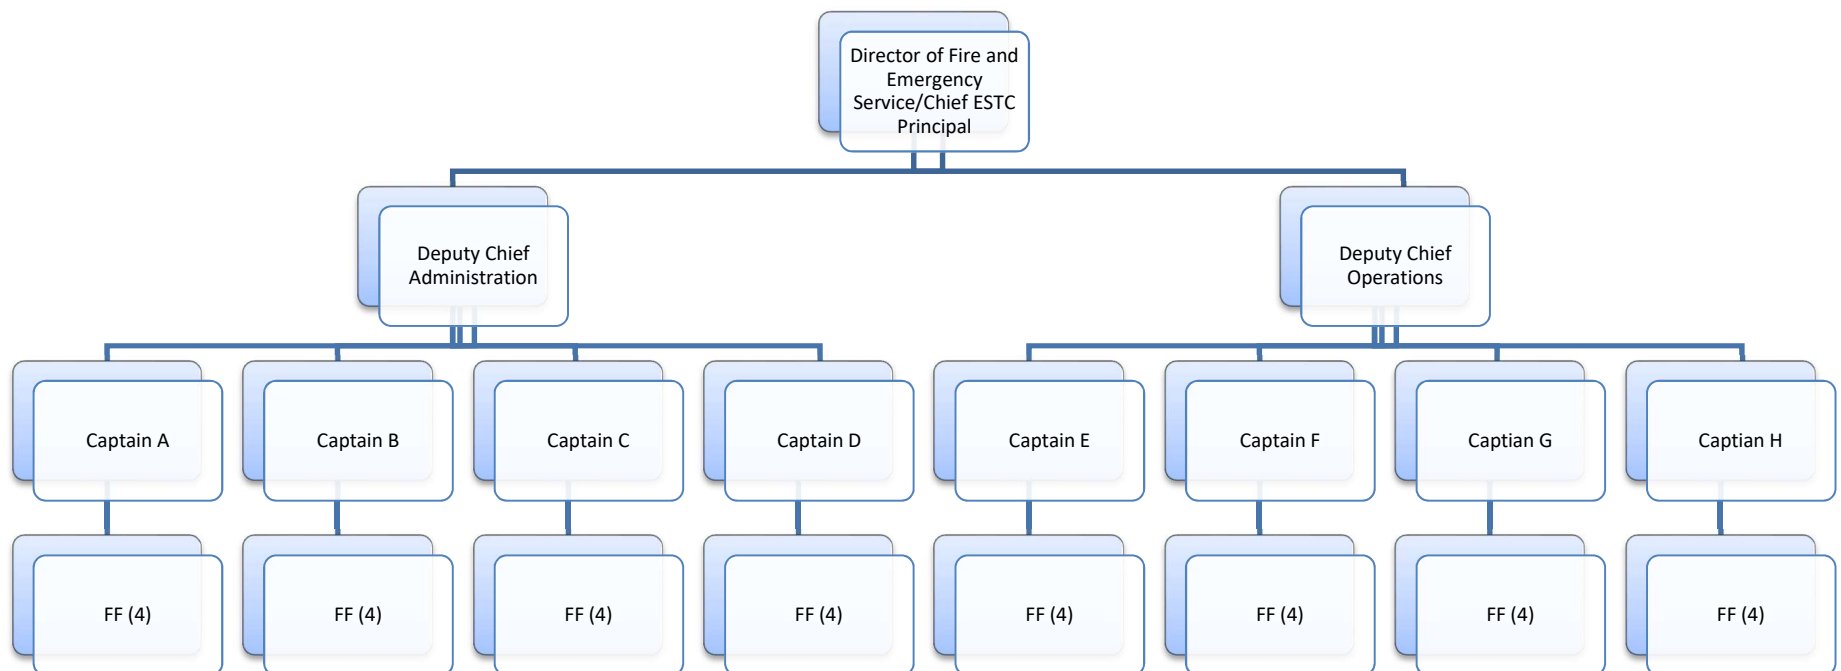 Director of Fire and
Emergency
Service/Chief ESTC
Principal
Deputy Chief
Administration
Deputy Chief
Operations
Captain A
Captain B
Captain C
Captain D
Captain E
Captain F
Captian G
Captian H
FF (4)
FF (4)
FF (4)
FF (4)
FF (4)
FF (4)
FF (4)
FF (4)